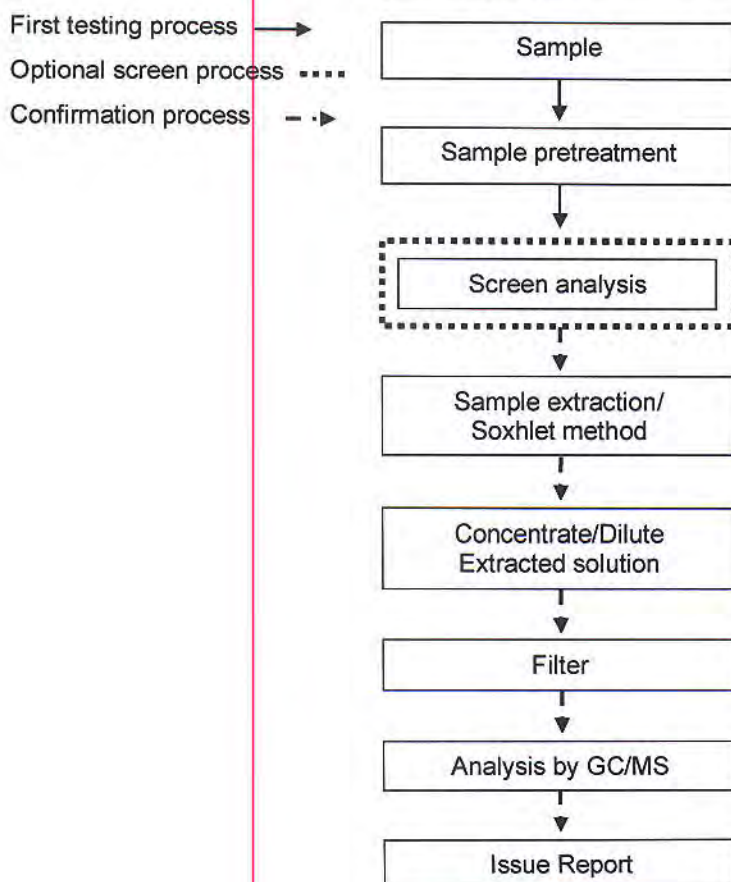 First testing process
Optional screen process
Confirmation process
Sample
Sample pretreatment
Screen analysis
Sample extraction/
Soxhlet method
Concentrate/Dilute
Extracted solution
Filter
Analysis by GC/MS
Issue Report